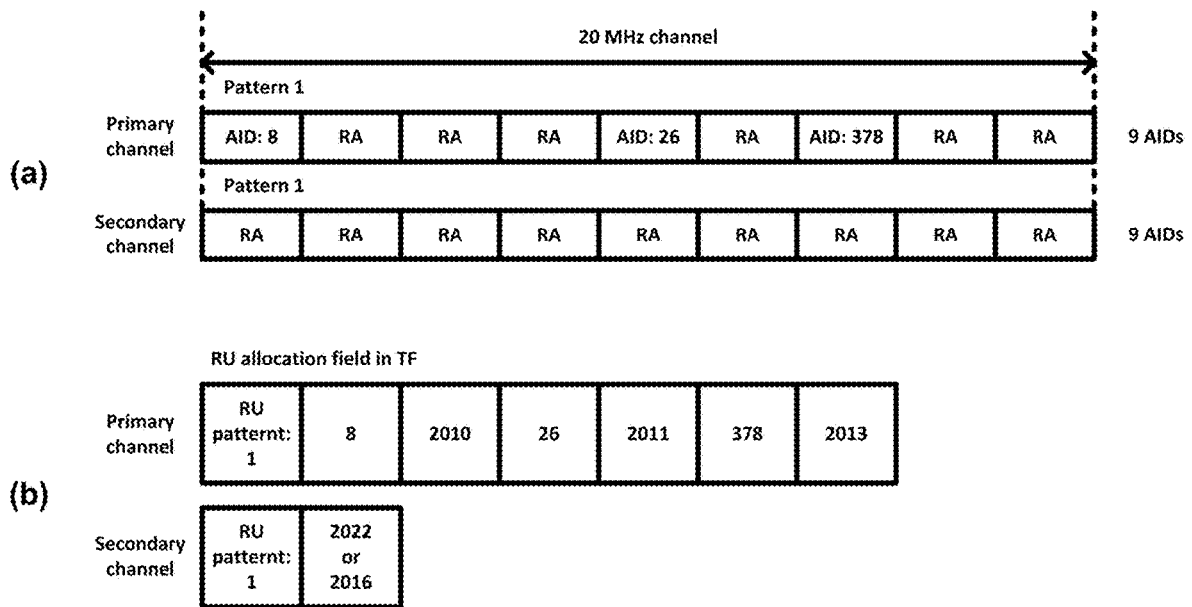 20 MHz channel
Pattern 1
Primary channel
AID: 8 RA RA RA AID: 26 RA AID: 378 RA RA
9 AIDs
(a)
Pattern 1
Secondary channel
RA RA RA RA RA RA RA RA RA
9 AIDs
RU allocation field in TF
Primary channel
RU patternt: 1
8 2010 26 2011 378 2013
(b)
Secondary channel
RU patternt: 1
2022 or 2016